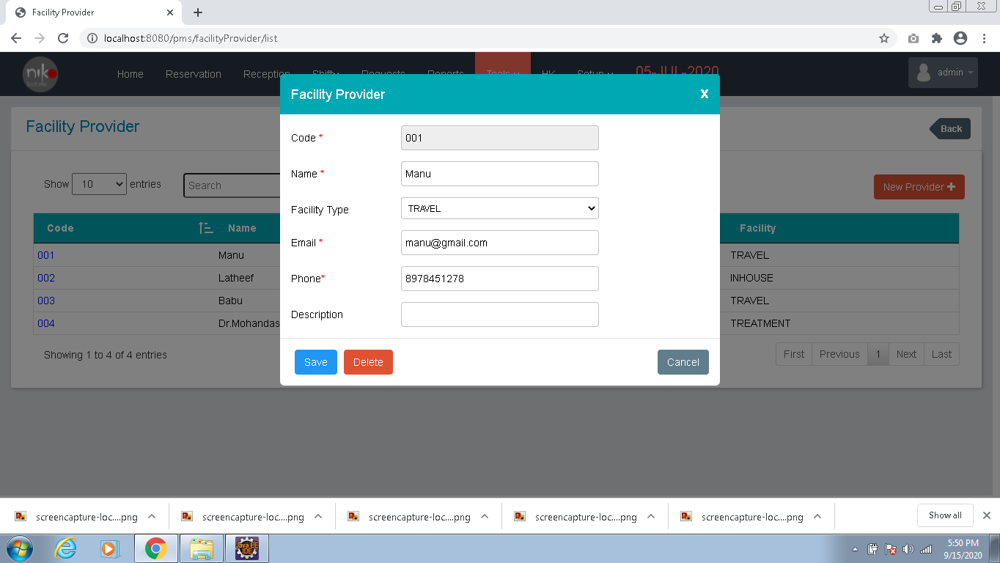 Facility Provider
localhost:8080/pms/facilityProvider/list
niko
Home Reservation Reception Shifts Requests Reports Tools HK Setup 05-JUL-2020 admin
Facility Provider X
Facility Provider
Back
Code * 001
Name * Manu
Facility Type TRAVEL
Email * manu@gmail.com
Phone* 8978451278
Description
Save Delete Cancel
Show 10 entries Search
New Provider
Code Name Facility
001 Manu TRAVEL
002 Latheef INHOUSE
003 Babu TRAVEL
004 Dr.Mohandas TREATMENT
Showing 1 to 4 of 4 entries
First Previous 1 Next Last
screencapture-loc....png screencapture-loc....png screencapture-loc....png screencapture-loc....png screencapture-loc....png Show all
Java EE
IDE
5:50 PM
9/15/2020